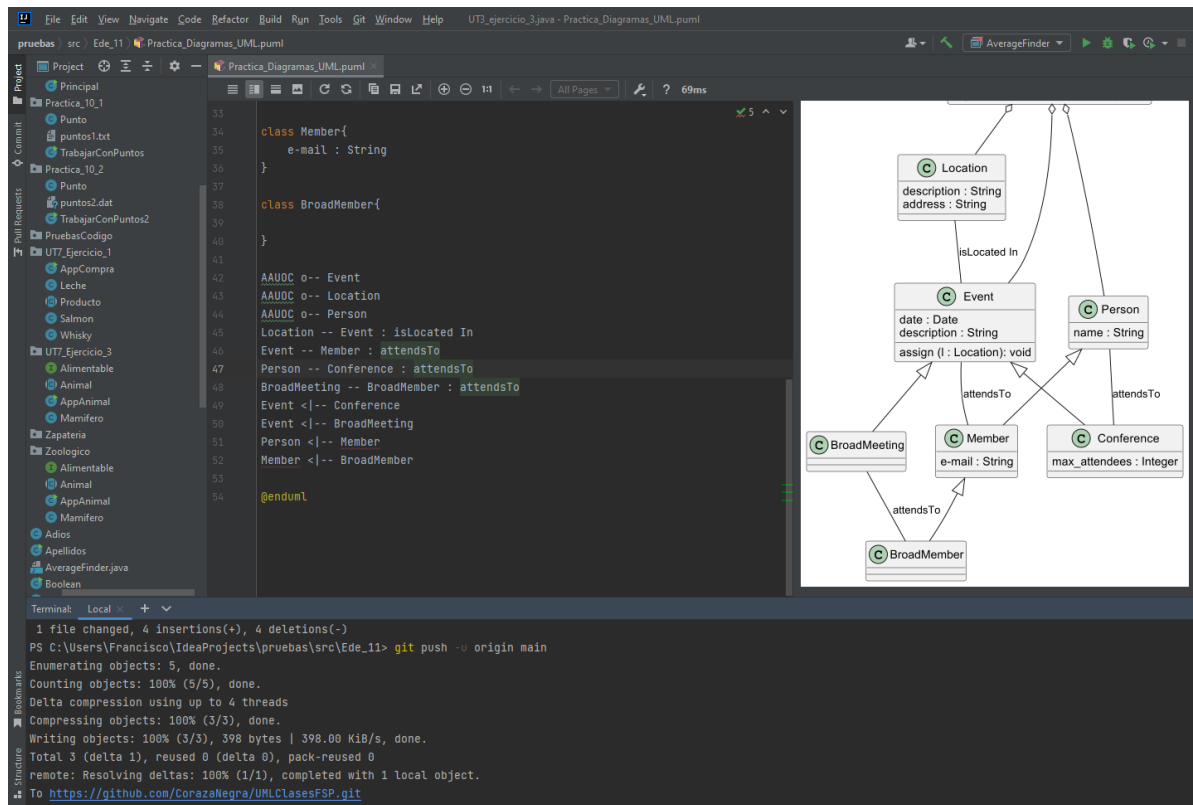 File Edit View Navigate Code Refactor Build Run Tools Git Window Help UT3_ejercicio_3.java - Practica_Diagramas_UML.puml
pruebas src Ede_11 Practica_Diagramas_UML.puml AverageFinder
Project Practica_Diagramas_UML.puml
1:1 All Pages ? 69ms
Project
Commit
Pull Requests
Bookmarks
Structure
Principal
Practica_10_1
Punto
puntos1.txt
TrabajarConPuntos
Practica_10_2
Punto
puntos2.dat
TrabajarConPuntos2
PruebasCodigo
UT7_Ejercicio_1
AppCompra
Leche
Producto
Salmon
Whisky
UT7_Ejercicio_3
Alimentable
Animal
AppAnimal
Mamifero
Zapateria
Zoologico
Alimentable
Animal
AppAnimal
Mamifero
Adios
Apellidos
AverageFinder.java
Boolean
5
33
34 class Member{
35 e-mail : String
36 }
37
38 class BroadMember{
39
40 }
41
42 AAUOC o-- Event
43 AAUOC o-- Location
44 AAUOC o-- Person
45 Location -- Event : isLocated In
46 Event -- Member : attendsTo
47 Person -- Conference : attendsTo
48 BroadMeeting -- BroadMember : attendsTo
49 Event <|-- Conference
50 Event <|-- BroadMeeting
51 Person <|-- Member
52 Member <|-- BroadMember
53
54 @enduml
C Location
description : String
address : String
isLocated In
C Event
date : Date
description : String
assign (l : Location): void
C Person
name : String
attendsTo
attendsTo
C BroadMeeting
C Member
e-mail : String
C Conference
max_attendees : Integer
attendsTo
C BroadMember
Terminal: Local
1 file changed, 4 insertions(+), 4 deletions(-)
PS C:\Users\Francisco\IdeaProjects\pruebas\src\Ede_11> git push -u origin main
Enumerating objects: 5, done.
Counting objects: 100% (5/5), done.
Delta compression using up to 4 threads
Compressing objects: 100% (3/3), done.
Writing objects: 100% (3/3), 398 bytes | 398.00 KiB/s, done.
Total 3 (delta 1), reused 0 (delta 0), pack-reused 0
remote: Resolving deltas: 100% (1/1), completed with 1 local object.
To https://github.com/CorazaNegra/UMLClasesFSP.git